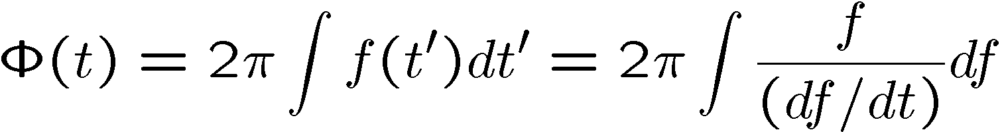 Φ(t) = 2π ∫ f(t′)dt′ = 2π ∫ f/(df/dt) df